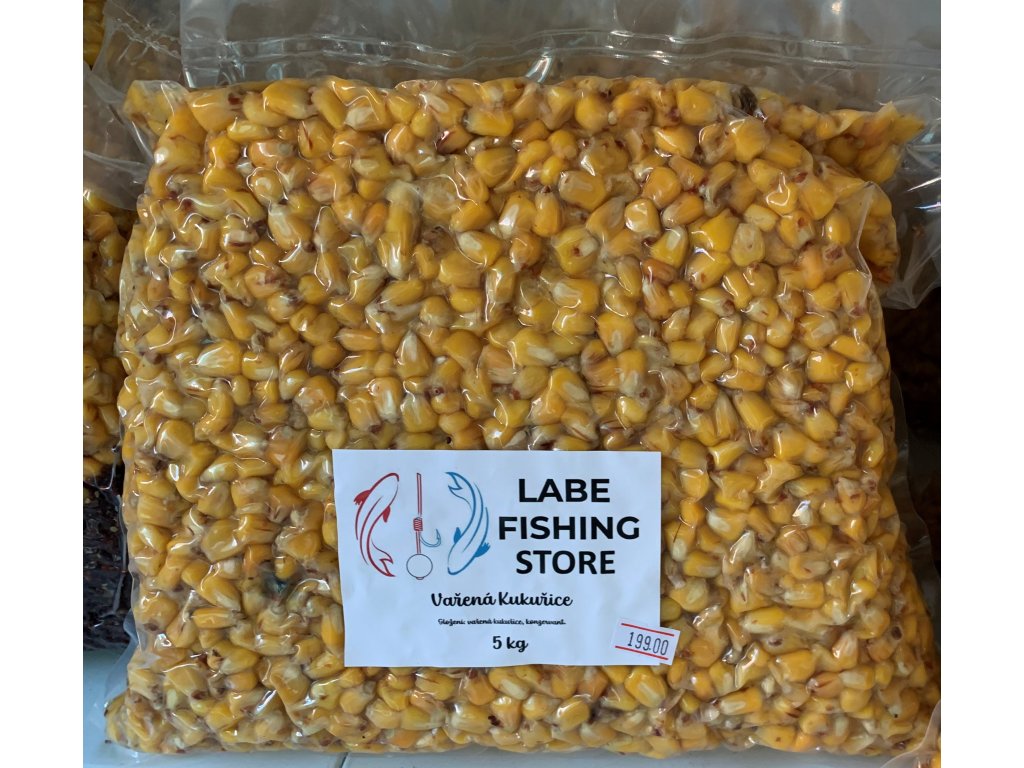 LABE
FISHING
STORE
Vařená Kukuřice
Složení: vařená kukuřice, konzervant.
5 kg
199.00